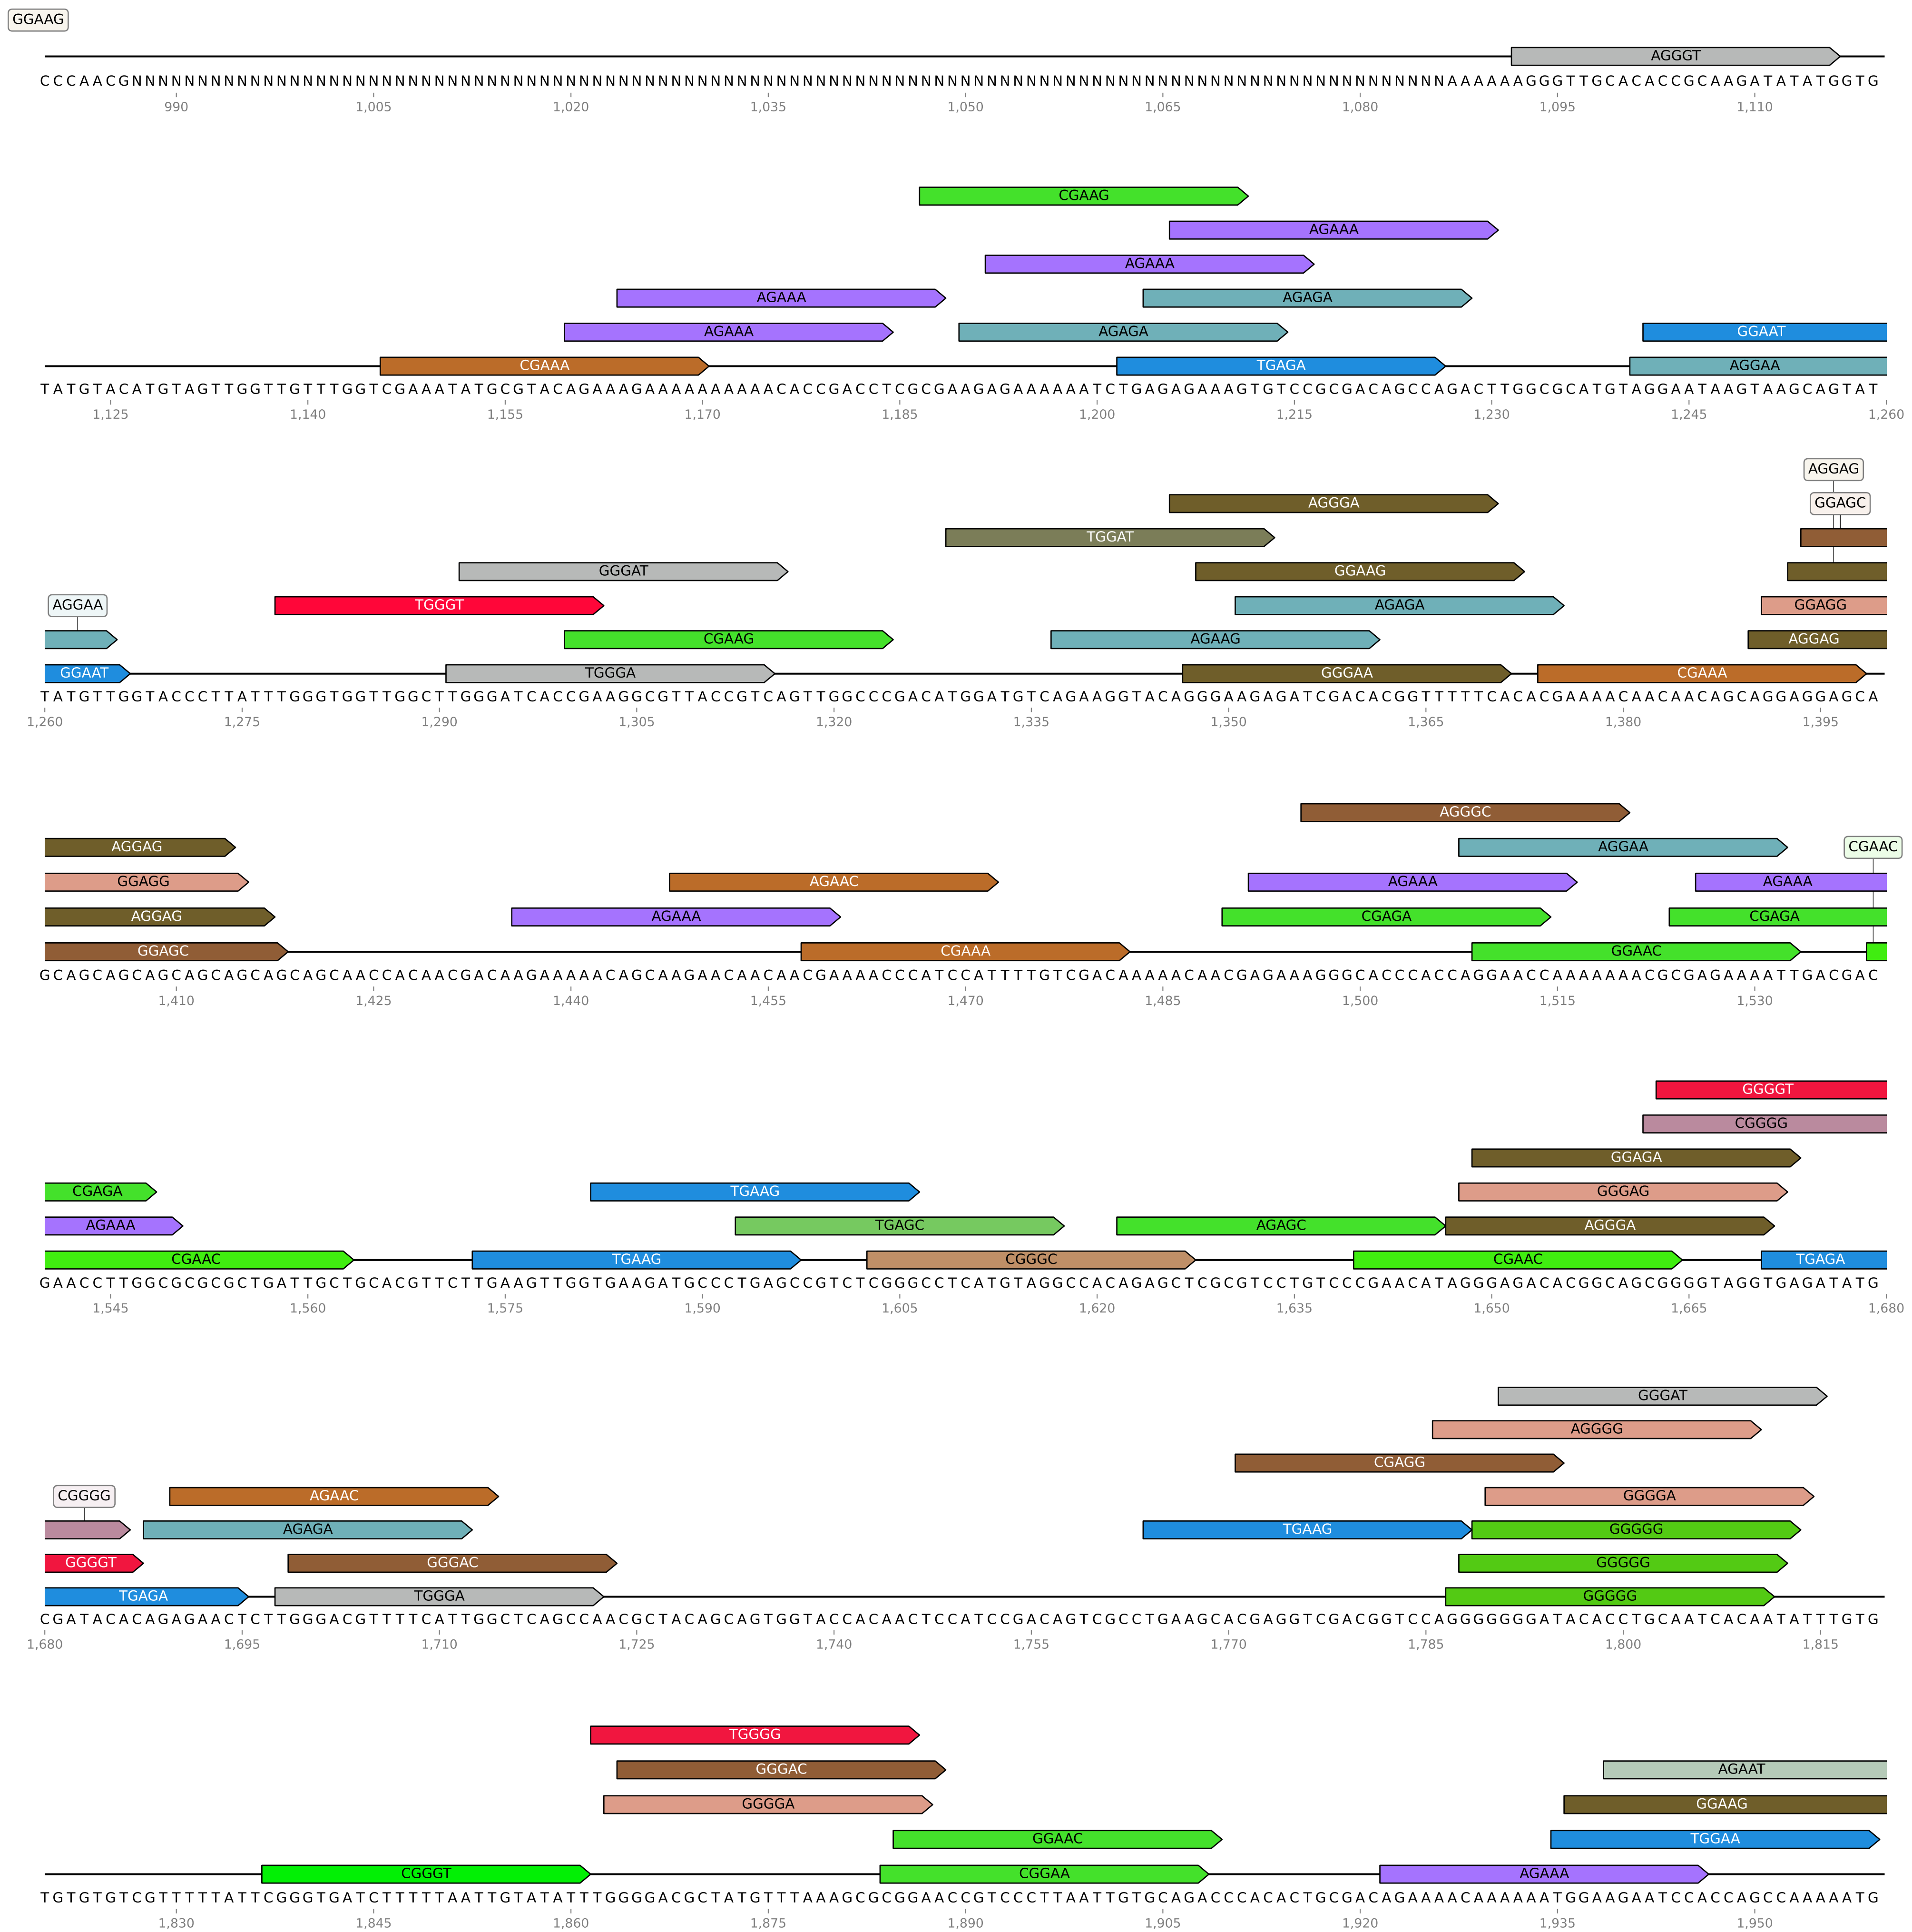 GGAAG
AGGGT
CCCAACGNNNNNNNNNNNNNNNNNNNNNNNNNNNNNNNNNNNNNNNNNNNNNNNNNNNNNNNNNNNNNNNNNNNNNNNNNNNNNNNNNNNNNNNNNNNNNNNNNNNNAAAAAAGGGTTGCACACCGCAAGATATATGGTG
990 1,005 1,020 1,035 1,050 1,065 1,080 1,095 1,110
CGAAG
AGAAA
AGAAA
AGAAA AGAGA
AGAAA AGAGA GGAAT
CGAAA TGAGA AGGAA
TATGTACATGTAGTTGGTTGTTTGGTCGAAATATGCGTACAGAAAGAAAAAAAAAAACACCGACCTCGCGAAGAGAAAAAATCTGAGAGAAAGTGTCCGCGACAGCCAGACTTGGCGCATGTAGGAATAAGTAAGCAGTAT
1,125 1,140 1,155 1,170 1,185 1,200 1,215 1,230 1,245 1,260
AGGAG
AGGGA GGAGC
TGGAT
GGGAT GGAAG
AGGAA TGGGT AGAGA GGAGG
CGAAG AGAAG AGGAG
GGAAT TGGGA GGGAA CGAAA
TATGTTGGTACCCTTATTTGGGTGGTTGGCTTGGGATCACCGAAGGCGTTACCGTCAGTTGGCCCGACATGGATGTCAGAAGGTACAGGGAAGAGATCGACACGGTTTTTCACACGAAAACAACAACAGCAGGAGGAGCA
1,260 1,275 1,290 1,305 1,320 1,335 1,350 1,365 1,380 1,395
AGGGC
AGGAG AGGAA CGAAC
GGAGG AGAAC AGAAA AGAAA
AGGAG AGAAA CGAGA CGAGA
GGAGC CGAAA GGAAC
GCAGCAGCAGCAGCAGCAGCAGCAACCACAACGACAAGAAAAACAGCAAGAACAACAACGAAAACCCATCCATTTTGTCGACAAAAACAACGAGAAAGGGCACCCACCAGGAACCAAAAAAACGCGAGAAAATTGACGAC
1,410 1,425 1,440 1,455 1,470 1,485 1,500 1,515 1,530
GGGGT
CGGGG
GGAGA
CGAGA TGAAG GGGAG
AGAAA TGAGC AGAGC AGGGA
CGAAC TGAAG CGGGC CGAAC TGAGA
GAACCTTGGCGCGCGCTGATTGCTGCACGTTCTTGAAGTTGGTGAAGATGCCCTGAGCCGTCTCGGGCCTCATGTAGGCCACAGAGCTCGCGTCCTGTCCCGAACATAGGGAGACACGGCAGCGGGGTAGGTGAGATATG
1,545 1,560 1,575 1,590 1,605 1,620 1,635 1,650 1,665 1,680
GGGAT
AGGGG
CGAGG
CGGGG AGAAC GGGGA
AGAGA TGAAG GGGGG
GGGGT GGGAC GGGGG
TGAGA TGGGA GGGGG
CGATACACAGAGAACTCTTGGGACGTTTTCATTGGCTCAGCCAACGCTACAGCAGTGGTACCACAACTCCATCCGACAGTCGCCTGAAGCACGAGGTCGACGGTCCAGGGGGGGATACACCTGCAATCACAATATTTGTG
1,680 1,695 1,710 1,725 1,740 1,755 1,770 1,785 1,800 1,815
TGGGG
GGGAC AGAAT
GGGGA GGAAG
GGAAC TGGAA
CGGGT CGGAA AGAAA
TGTGTGTCGTTTTTATTCGGGTGATCTTTTTAATTGTATATTTGGGGACGCTATGTTTAAAGCGCGGAACCGTCCCTTAATTGTGCAGACCCACACTGCGACAGAAAACAAAAAATGGAAGAATCCACCAGCCAAAAATG
1,830 1,845 1,860 1,875 1,890 1,905 1,920 1,935 1,950